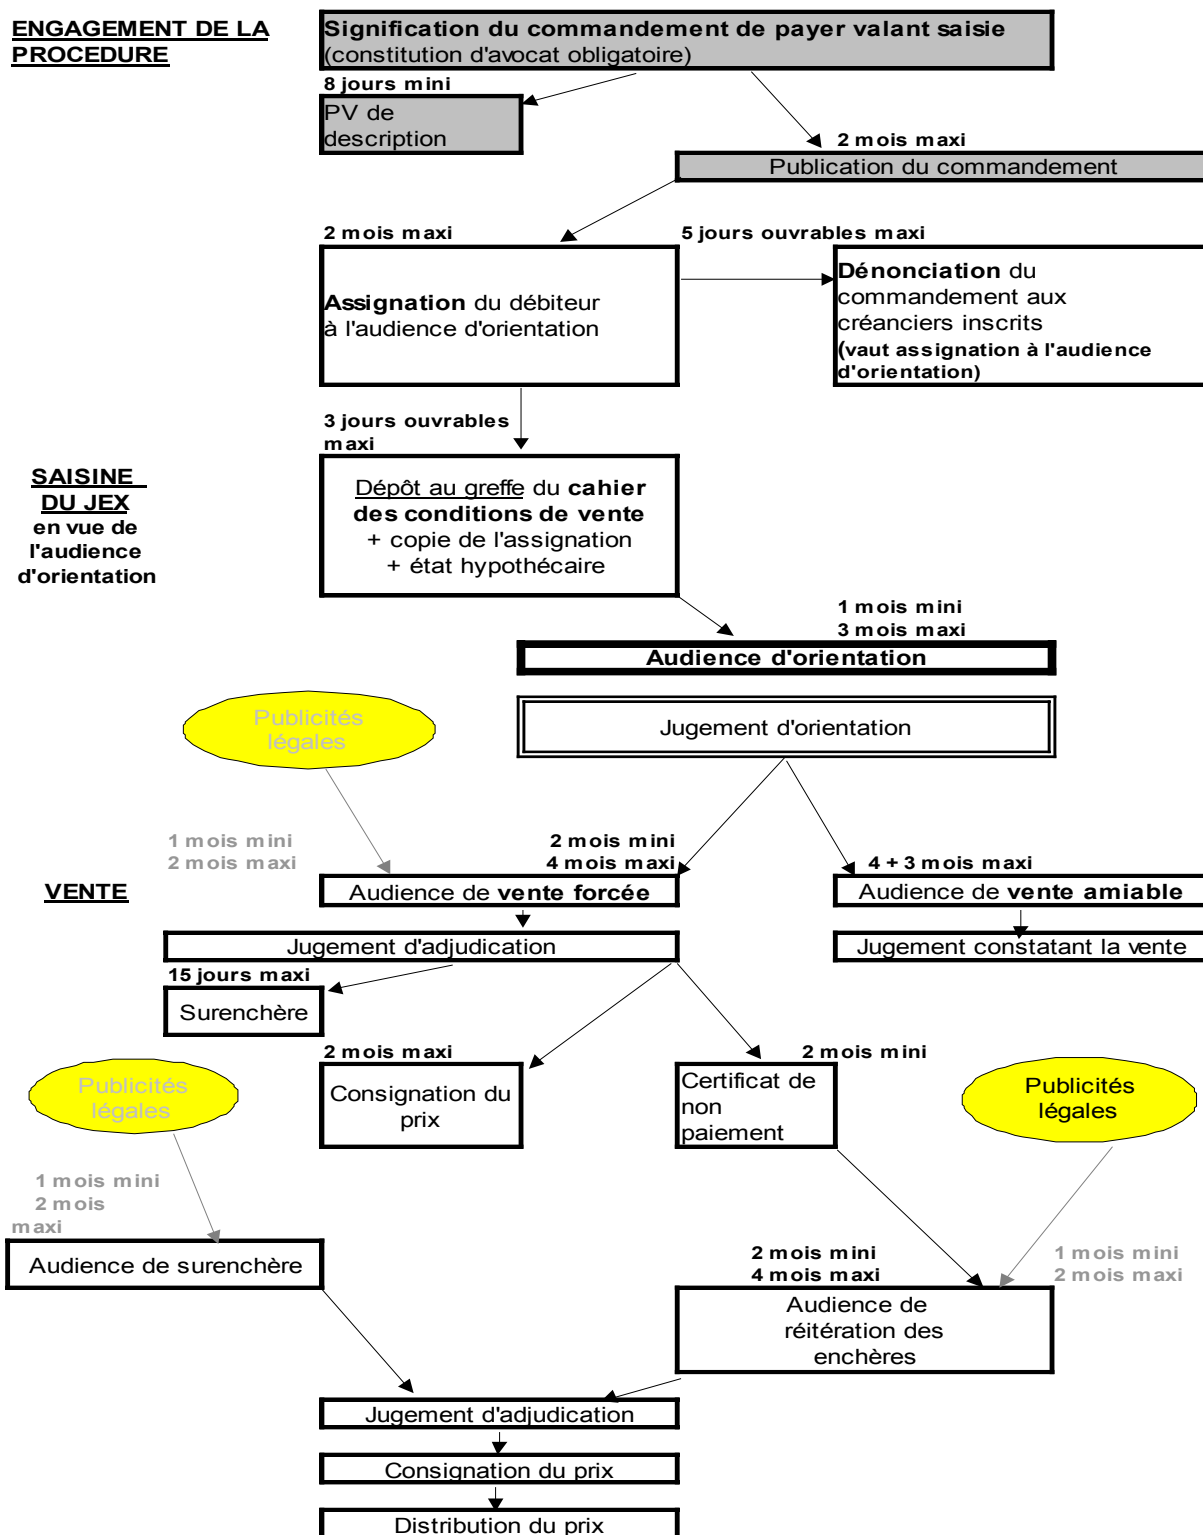 ENGAGEMENT DE LA
PROCEDURE
Signification du commandement de payer valant saisie
(constitution d'avocat obligatoire)
8 jours mini
PV de
description
2 mois maxi
Publication du commandement
2 mois maxi
5 jours ouvrables maxi
Assignation du débiteur
à l'audience d'orientation
Dénonciation du
commandement aux
créanciers inscrits
(vaut assignation à l'audience
d'orientation)
3 jours ouvrables
maxi
SAISINE
DU JEX
en vue de
l'audience
d'orientation
Dépôt au greffe du cahier
des conditions de vente
+ copie de l'assignation
+ état hypothécaire
1 mois mini
3 mois maxi
Audience d'orientation
Publicités
légales
Jugement d'orientation
1 mois mini
2 mois maxi
2 mois mini
4 mois maxi
4 + 3 mois maxi
VENTE
Audience de vente forcée
Audience de vente amiable
Jugement d'adjudication
Jugement constatant la vente
15 jours maxi
Surenchère
2 mois maxi
Consignation du
prix
2 mois mini
Certificat de
non
paiement
Publicités
légales
Publicités
légales
1 mois mini
2 mois
maxi
Audience de surenchère
2 mois mini
4 mois maxi
1 mois mini
2 mois maxi
Audience de
réitération des
enchères
Jugement d'adjudication
Consignation du prix
Distribution du prix